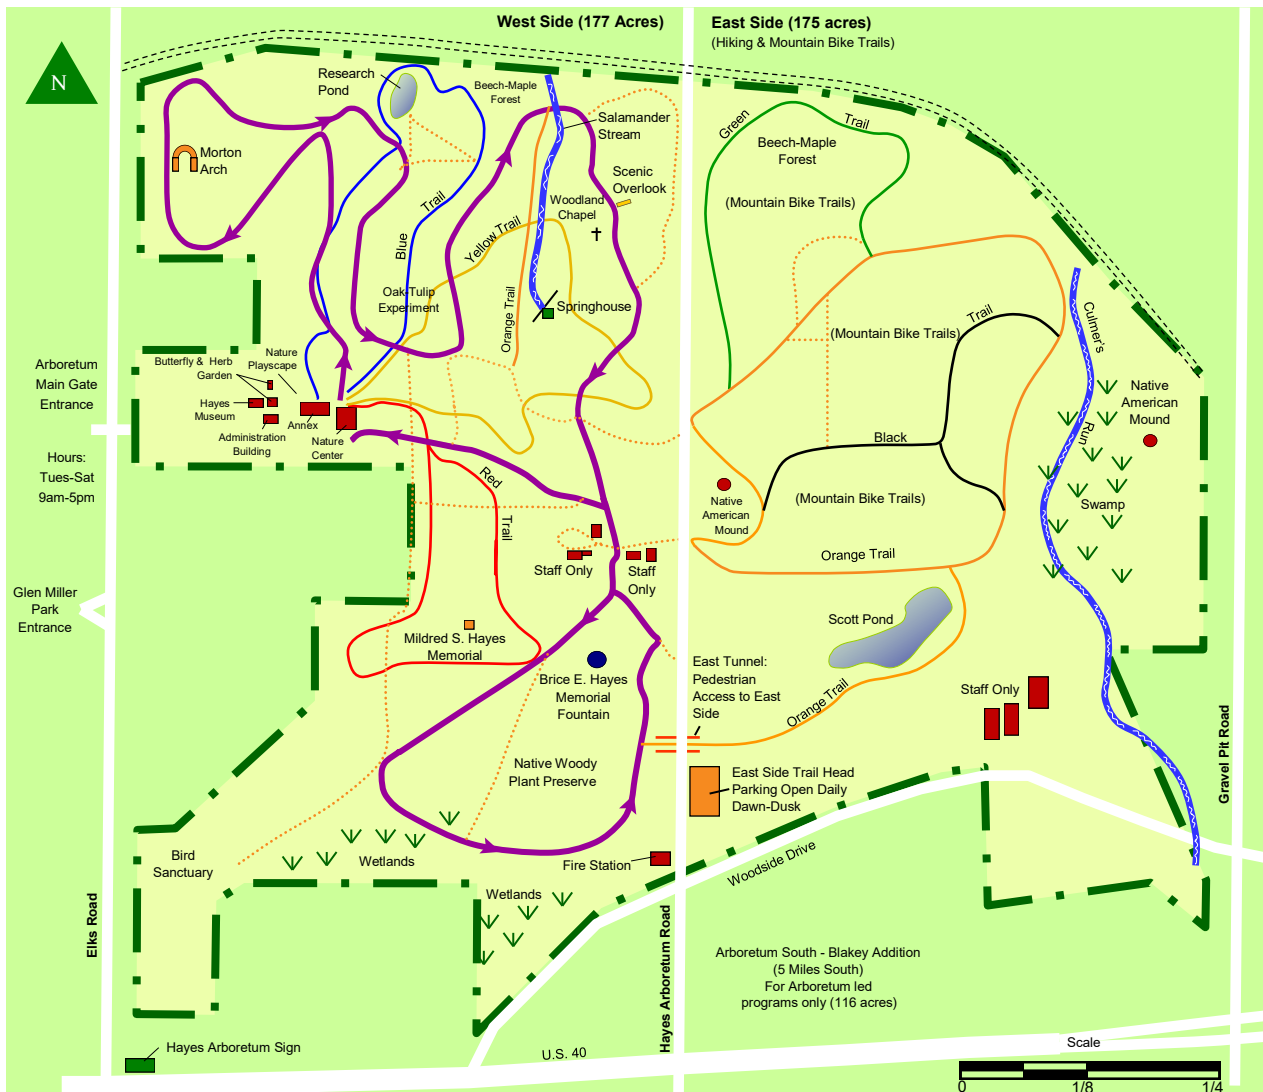 West Side (177 Acres)
East Side (175 acres)
(Hiking & Mountain Bike Trails)
N
Research
Pond
Beech-Maple
Forest
Salamander
Stream
Green
Trail
Beech-Maple
Forest
(Mountain Bike Trails)
Morton
Arch
Scenic
Overlook
Woodland
Chapel
Blue
Trail
Yellow Trail
Oak-Tulip
Experiment
Orange Trail
Springhouse
(Mountain Bike Trails)
Trail
Culmer's
Run
Native
American
Mound
Arboretum
Main Gate
Entrance
Hours:
Tues-Sat
9am-5pm
Butterfly & Herb
Garden
Nature
Playscape
Hayes
Museum
Annex
Administration
Building
Nature
Center
Red
Trail
Black
Native
American
Mound
(Mountain Bike Trails)
Swamp
Orange Trail
Staff Only
Staff
Only
Glen Miller
Park
Entrance
Mildred S. Hayes
Memorial
Scott Pond
Brice E. Hayes
Memorial
Fountain
East Tunnel:
Pedestrian
Access to East
Side
Orange Trail
Staff Only
Gravel Pit Road
Native Woody
Plant Preserve
East Side Trail Head
Parking Open Daily
Dawn-Dusk
Bird
Sanctuary
Wetlands
Fire Station
Woodside Drive
Wetlands
Elks Road
Hayes Arboretum Road
Arboretum South - Blakey Addition
(5 Miles South)
For Arboretum led
programs only (116 acres)
Hayes Arboretum Sign
U.S. 40
Scale
0 1/8 1/4